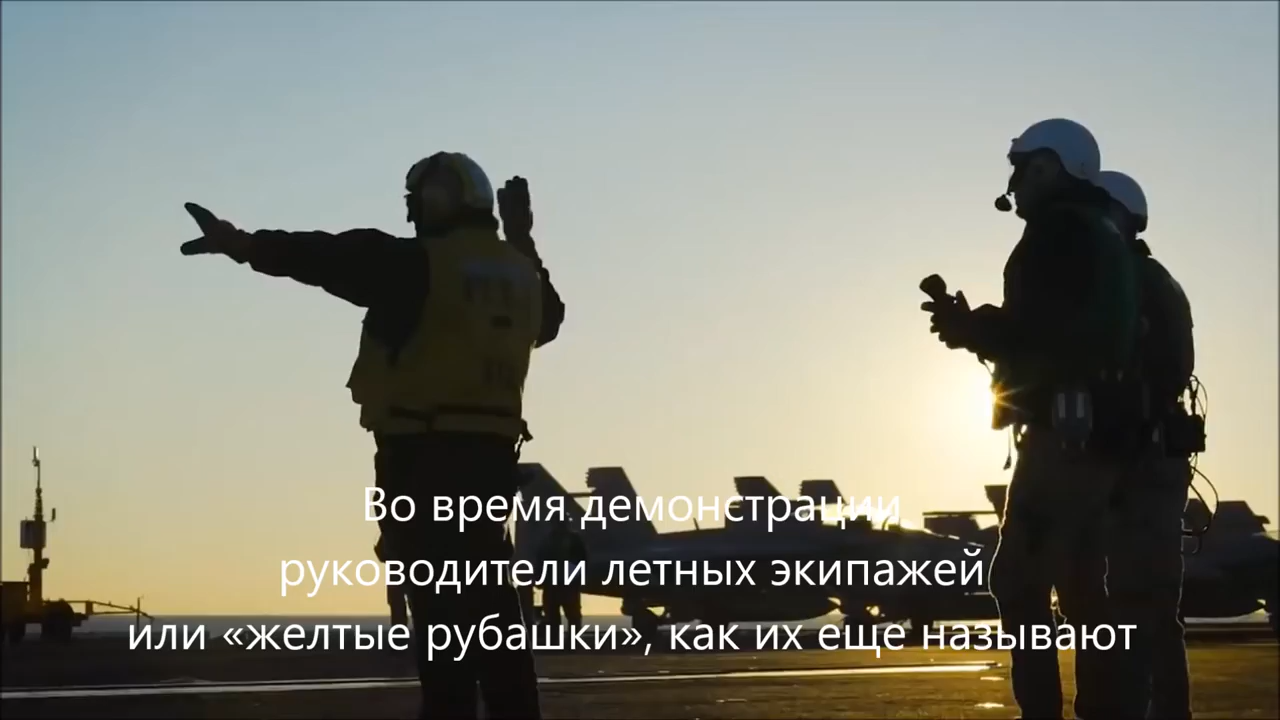 Во время демонстрации
руководители летных экипажей
или «желтые рубашки», как их еще называют